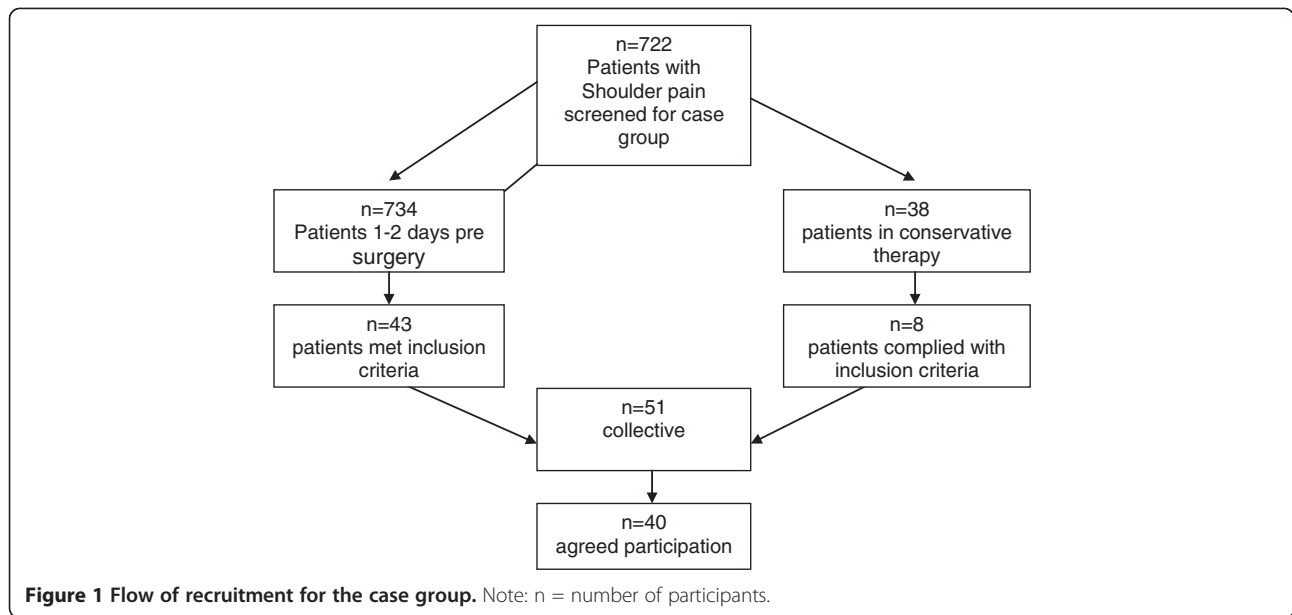 n=722
Patients with
Shoulder pain
screened for case
group
n=734
Patients 1-2 days pre
surgery
n=38
patients in conservative
therapy
n=43
patients met inclusion
criteria
n=8
patients complied with
inclusion criteria
n=51
collective
n=40
agreed participation
Figure 1 Flow of recruitment for the case group. Note: n = number of participants.